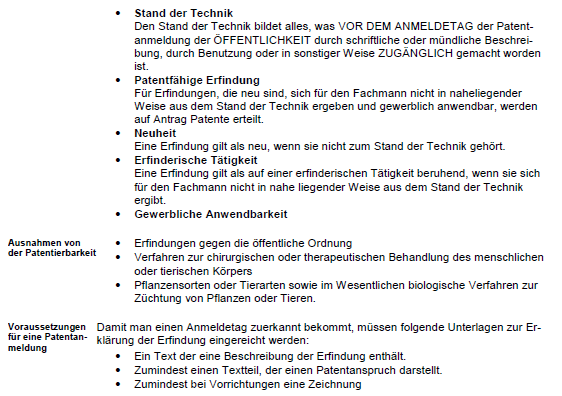 • Stand der Technik
Den Stand der Technik bildet alles, was VOR DEM ANMELDETAG der Patent-
anmeldung der ÖFFENTLICHKEIT durch schriftliche oder mündliche Beschrei-
bung, durch Benutzung oder in sonstiger Weise ZUGÄNGLICH gemacht worden
ist.
• Patentfähige Erfindung
Für Erfindungen, die neu sind, sich für den Fachmann nicht in naheliegender
Weise aus dem Stand der Technik ergeben und gewerblich anwendbar, werden
auf Antrag Patente erteilt.
• Neuheit
Eine Erfindung gilt als neu, wenn sie nicht zum Stand der Technik gehört.
• Erfinderische Tätigkeit
Eine Erfindung gilt als auf einer erfinderischen Tätigkeit beruhend, wenn sie sich
für den Fachmann nicht in nahe liegender Weise aus dem Stand der Technik
ergibt.
• Gewerbliche Anwendbarkeit
Ausnahmen von
der Patentierbarkeit
• Erfindungen gegen die öffentliche Ordnung
• Verfahren zur chirurgischen oder therapeutischen Behandlung des menschlichen
oder tierischen Körpers
• Pflanzensorten oder Tierarten sowie im Wesentlichen biologische Verfahren zur
Züchtung von Pflanzen oder Tieren.
Voraussetzungen
für eine Patentan-
meldung
Damit man einen Anmeldetag zuerkannt bekommt, müssen folgende Unterlagen zur Er-
klärung der Erfindung eingereicht werden:
• Ein Text der eine Beschreibung der Erfindung enthält.
• Zumindest einen Textteil, der einen Patentanspruch darstellt.
• Zumindest bei Vorrichtungen eine Zeichnung